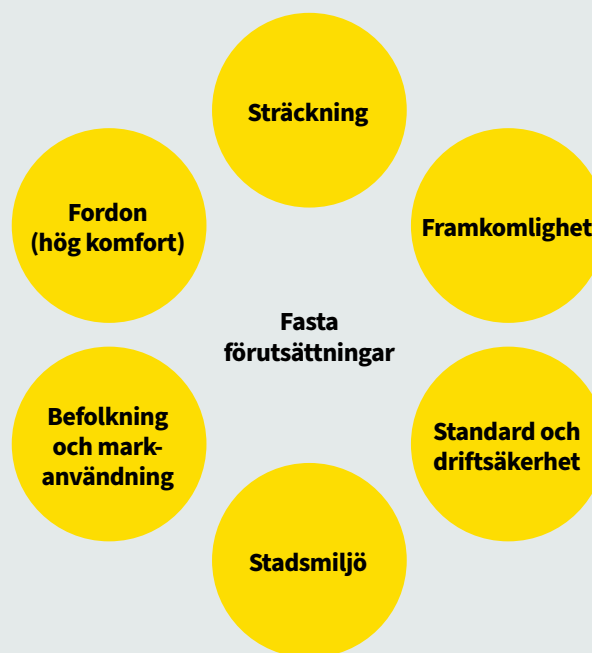 Sträckning
Fordon
(hög komfort)
Framkomlighet
Fasta
förutsättningar
Befolkning
och mark-
användning
Standard och
driftsäkerhet
Stadsmiljö